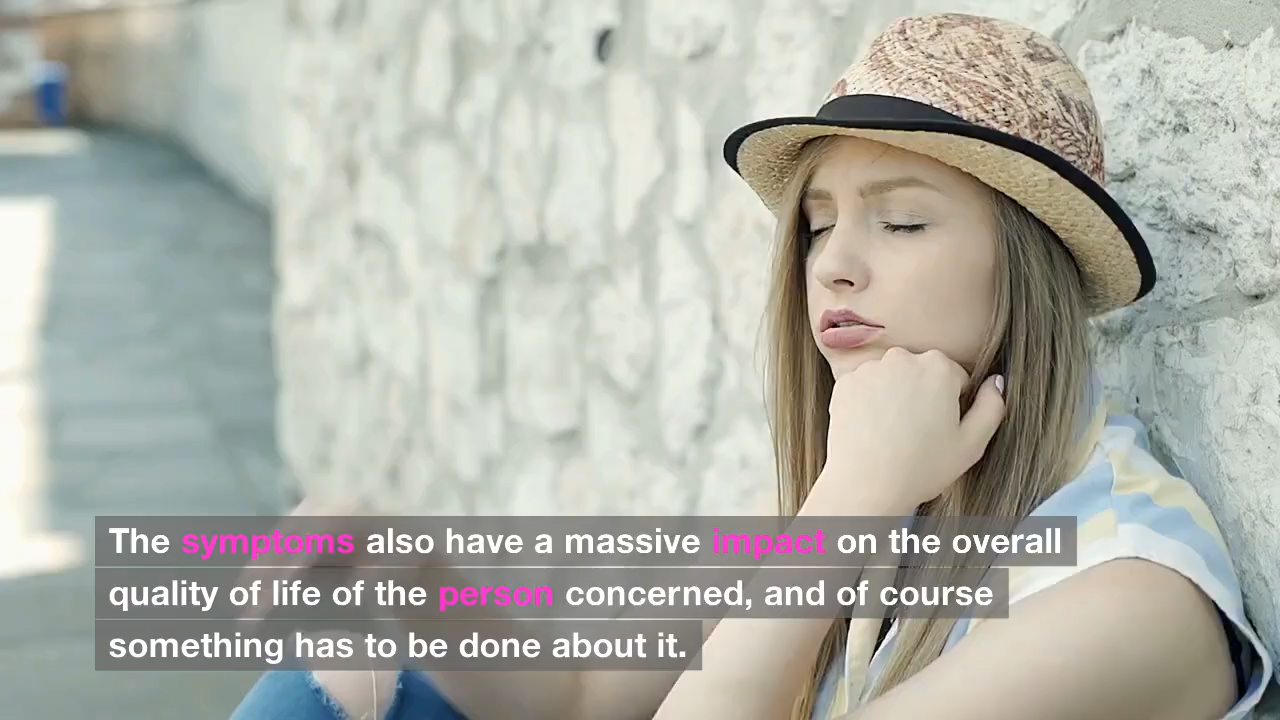 The symptoms also have a massive impact on the overall
quality of life of the person concerned, and of course
something has to be done about it.